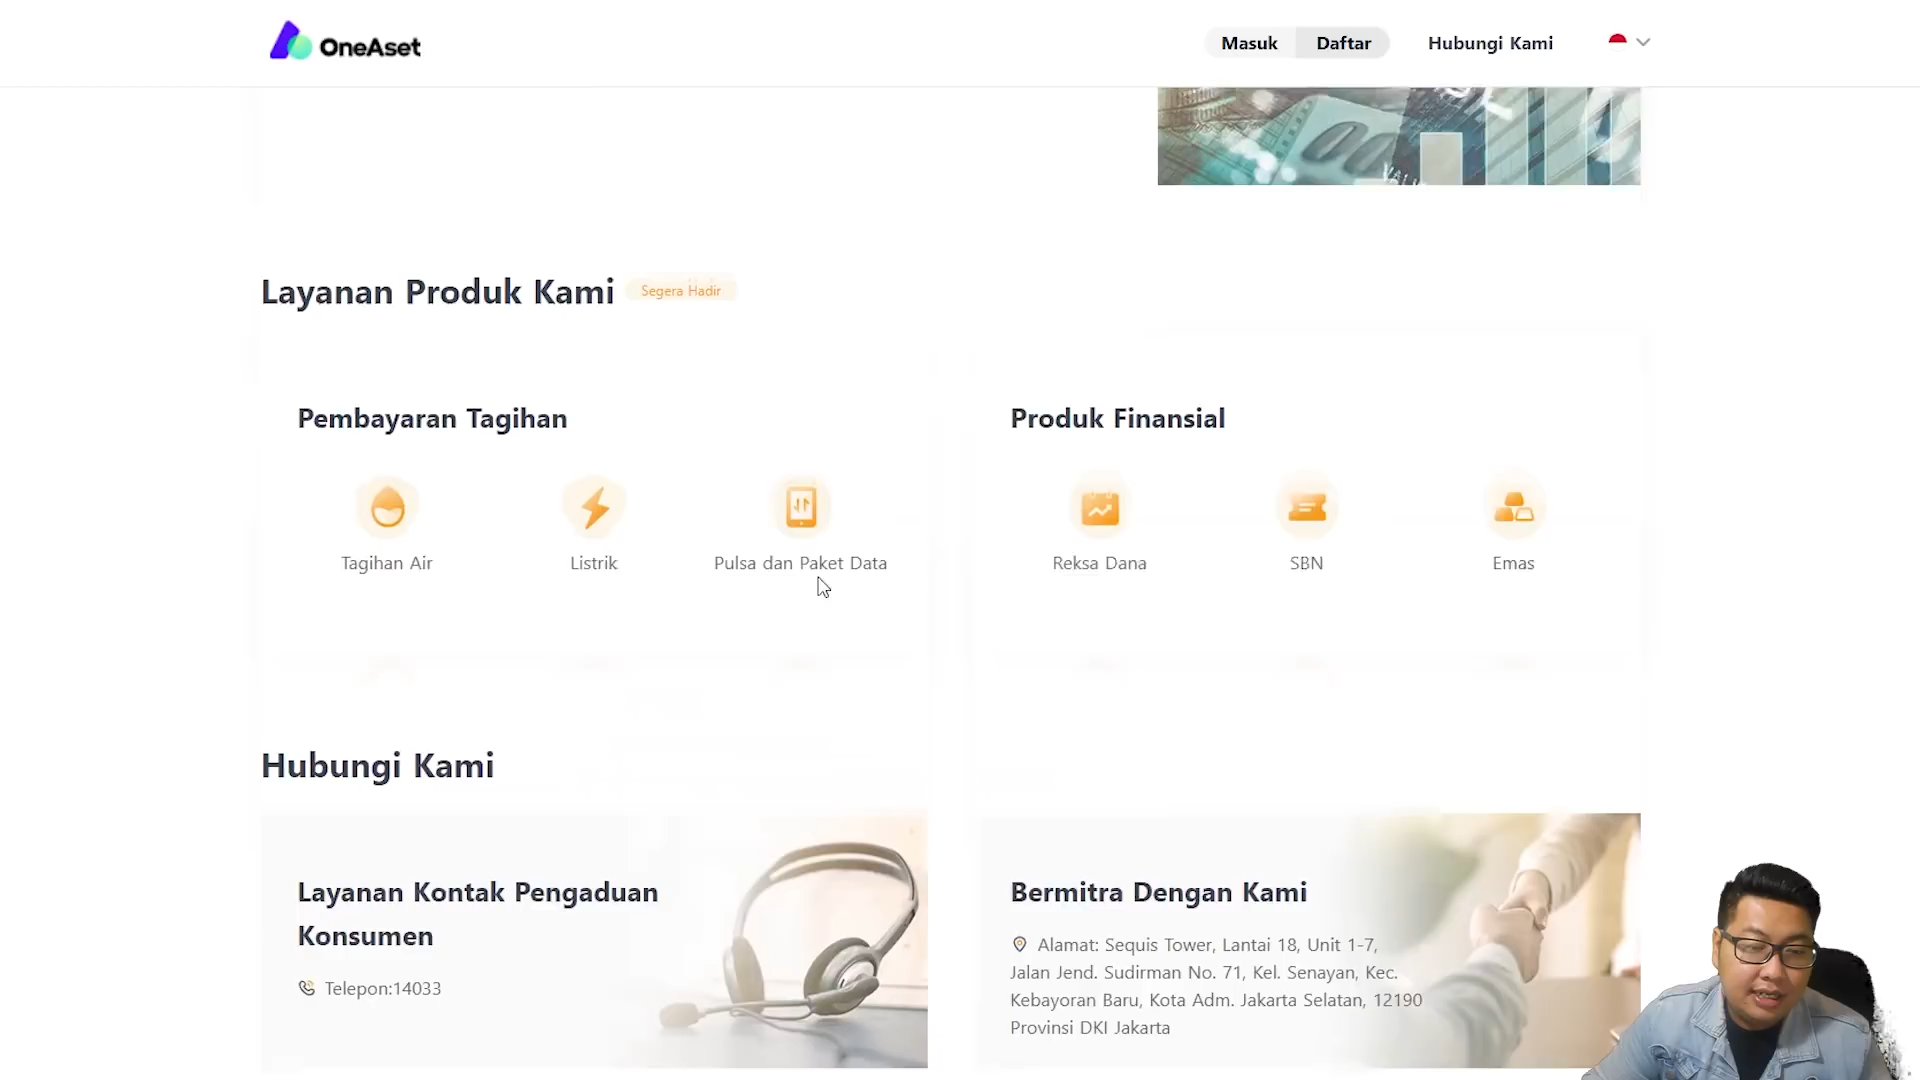 OneAset
Masuk
Daftar
Hubungi Kami
Layanan Produk Kami
Segera Hadir
Pembayaran Tagihan
Produk Finansial
Tagihan Air
Listrik
Pulsa dan Paket Data
Reksa Dana
SBN
Emas
Hubungi Kami
Layanan Kontak Pengaduan
Konsumen
Telepon:14033
Bermitra Dengan Kami
Alamat: Sequis Tower, Lantai 18, Unit 1-7,
Jalan Jend. Sudirman No. 71, Kel. Senayan, Kec.
Kebayoran Baru, Kota Adm. Jakarta Selatan, 12190
Provinsi DKI Jakarta